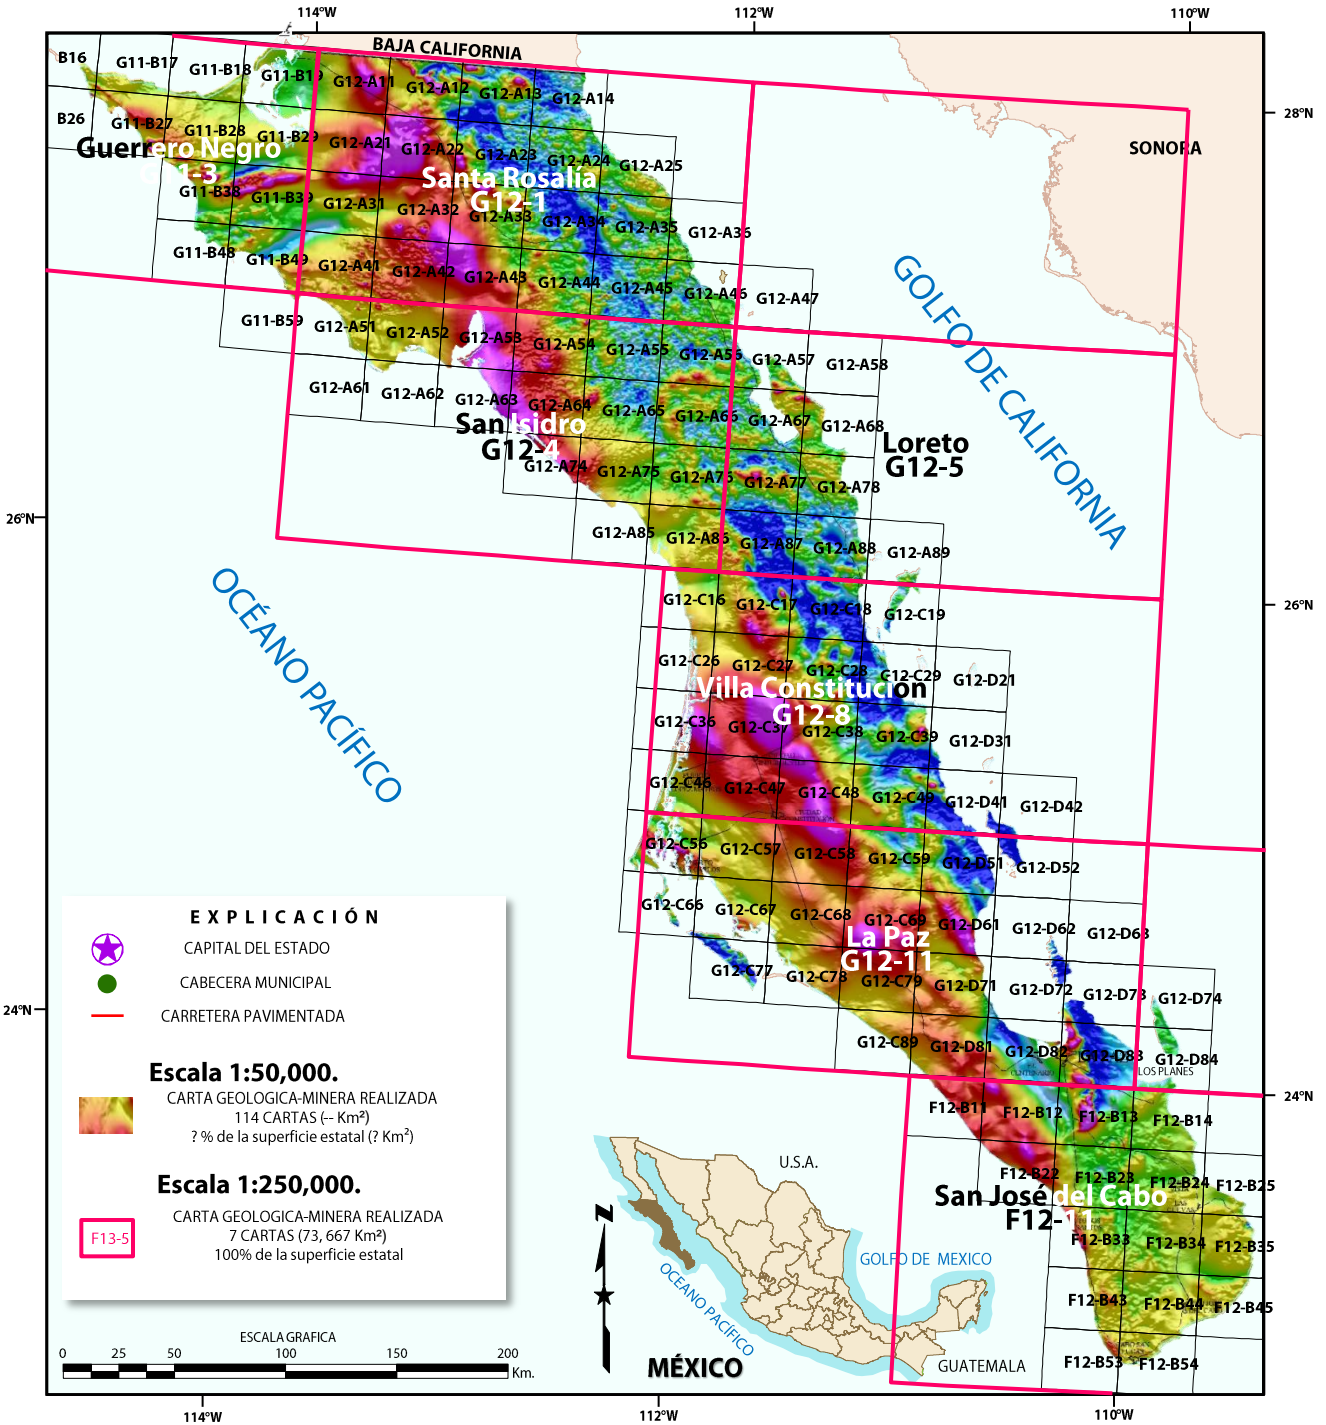 114°W
112°W
110°W
BAJA CALIFORNIA
B16
G11-B17
G11-B18
G11-B19
G12-A11
G12-A12
G12-A13
G12-A14
28°N
B26
G11-B27
G11-B28
G11-B29
G12-A21
G12-A22
G12-A23
G12-A24
G12-A25
SONORA
Guerrero Negro
G11-3
Santa Rosalía
G12-1
G11-B38
G11-B39
G12-A31
G12-A32
G12-A33
G12-A34
G12-A35
G12-A36
G11-B48
G11-B49
G12-A41
G12-A42
G12-A43
G12-A44
G12-A45
G12-A46
G12-A47
GOLFO DE CALIFORNIA
G11-B59
G12-A51
G12-A52
G12-A53
G12-A54
G12-A55
G12-A56
G12-A57
G12-A58
G12-A61
G12-A62
G12-A63
G12-A64
G12-A65
G12-A66
G12-A67
G12-A68
San Isidro
G12-4
Loreto
G12-5
G12-A74
G12-A75
G12-A76
G12-A77
G12-A78
26°N
G12-A85
G12-A86
G12-A87
G12-A88
G12-A89
OCÉANO PACÍFICO
G12-C16
G12-C17
G12-C18
G12-C19
26°N
G12-C26
G12-C27
G12-C28
G12-C29
G12-D21
Villa Constitución
G12-8
G12-C36
G12-C37
G12-C38
G12-C39
G12-D31
G12-C46
G12-C47
G12-C48
G12-C49
G12-D41
G12-D42
G12-C56
G12-C57
G12-C58
G12-C59
G12-D51
G12-D52
G12-C66
G12-C67
G12-C68
G12-C69
G12-D61
G12-D62
G12-D63
La Paz
G12-11
G12-C77
G12-C78
G12-C79
G12-D71
G12-D72
G12-D73
G12-D74
24°N
G12-C89
G12-D81
G12-D82
G12-D83
G12-D84
LOS PLANES
24°N
F12-B11
F12-B12
F12-B13
F12-B14
F12-B22
F12-B23
F12-B24
F12-B25
San José del Cabo
F12-11
F12-B33
F12-B34
F12-B35
F12-B43
F12-B44
F12-B45
F12-B53
F12-B54
EXPLICACIÓN
CAPITAL DEL ESTADO
CABECERA MUNICIPAL
CARRETERA PAVIMENTADA
Escala 1:50,000.
CARTA GEOLOGICA-MINERA REALIZADA
114 CARTAS (-- Km²)
? % de la superficie estatal (? Km²)
Escala 1:250,000.
F13-5
CARTA GEOLOGICA-MINERA REALIZADA
7 CARTAS (73, 667 Km²)
100% de la superficie estatal
ESCALA GRAFICA
0 25 50 100 150 200
Km.
Z
U.S.A.
GOLFO DE MEXICO
OCEANO PACÍFICO
GUATEMALA
MÉXICO
114°W
112°W
110°W